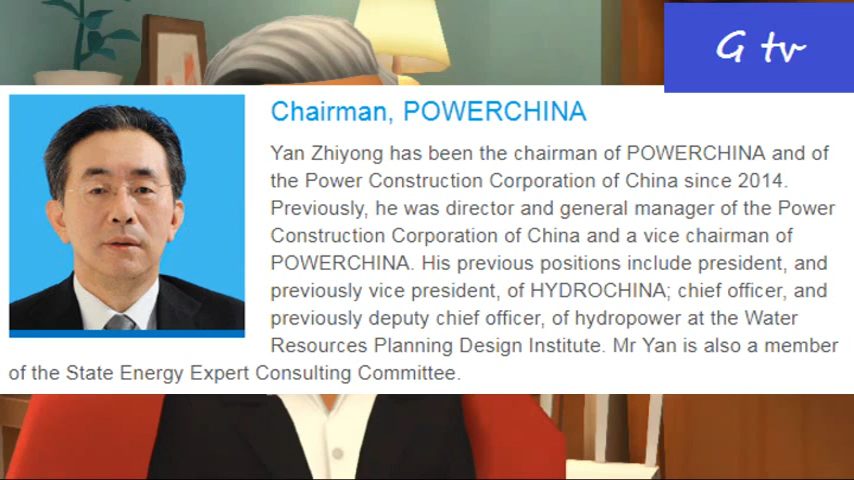 G tv
Chairman, POWERCHINA
Yan Zhiyong has been the chairman of POWERCHINA and of
the Power Construction Corporation of China since 2014.
Previously, he was director and general manager of the Power
Construction Corporation of China and a vice chairman of
POWERCHINA. His previous positions include president, and
previously vice president, of HYDROCHINA; chief officer, and
previously deputy chief officer, of hydropower at the Water
Resources Planning Design Institute. Mr Yan is also a member
of the State Energy Expert Consulting Committee.